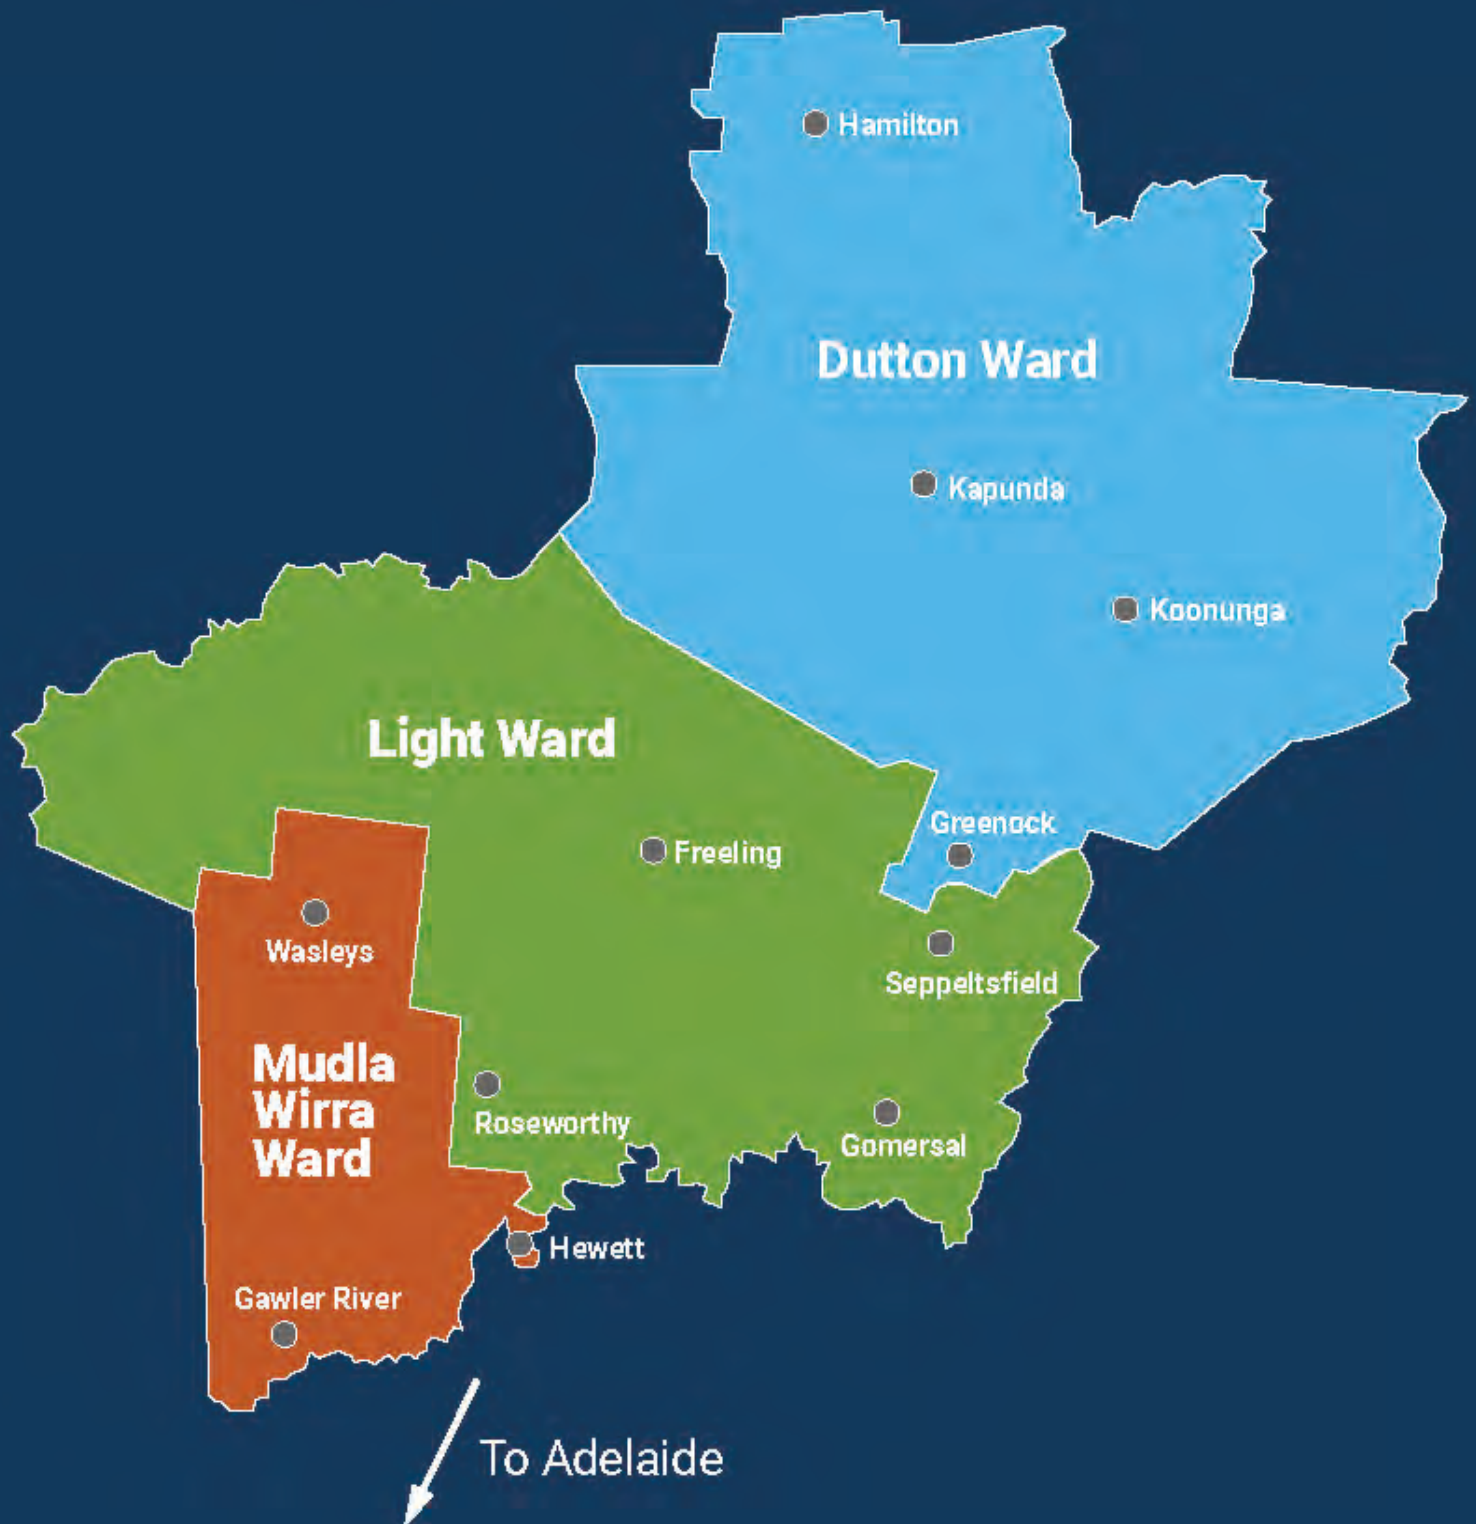 Hamilton
Dutton Ward
Kapunda
Koonunga
Light Ward
Greenock
Freeling
Wasleys
Seppeltsfield
Mudla
Wirra
Ward
Roseworthy
Gomersal
Hewett
Gawler River
To Adelaide